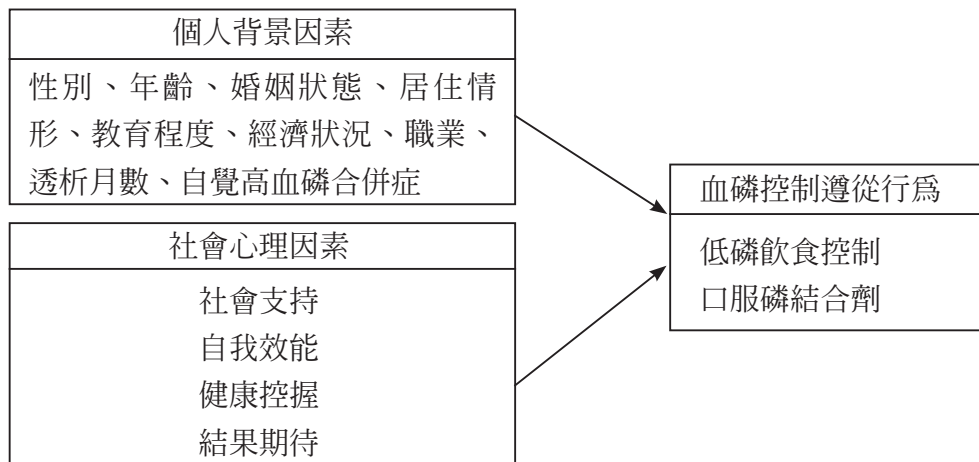 個人背景因素
性別、年齡、婚姻狀態、居住情
形、教育程度、經濟狀況、職業、
透析月數、自覺高血磷合併症
社會心理因素
社會支持
自我效能
健康控握
結果期待
血磷控制遵從行為
低磷飲食控制
口服磷結合劑